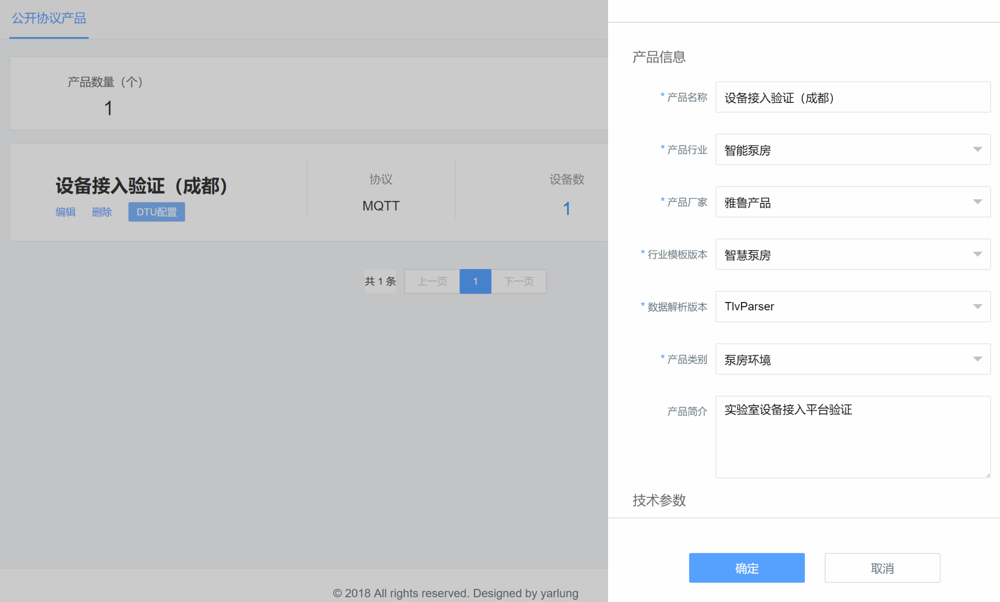 公开协议产品
产品数量（个）
1
设备接入验证（成都）
编辑 删除 DTU配置
协议
MQTT
设备数
1
共 1 条 上一页 1 下一页
© 2018 All rights reserved. Designed by yarlung
产品信息
* 产品名称 设备接入验证（成都）
* 产品行业 智能泵房
* 产品厂家 雅鲁产品
* 行业模板版本 智慧泵房
* 数据解析版本 TlvParser
* 产品类别 泵房环境
产品简介 实验室设备接入平台验证
技术参数
确定 取消